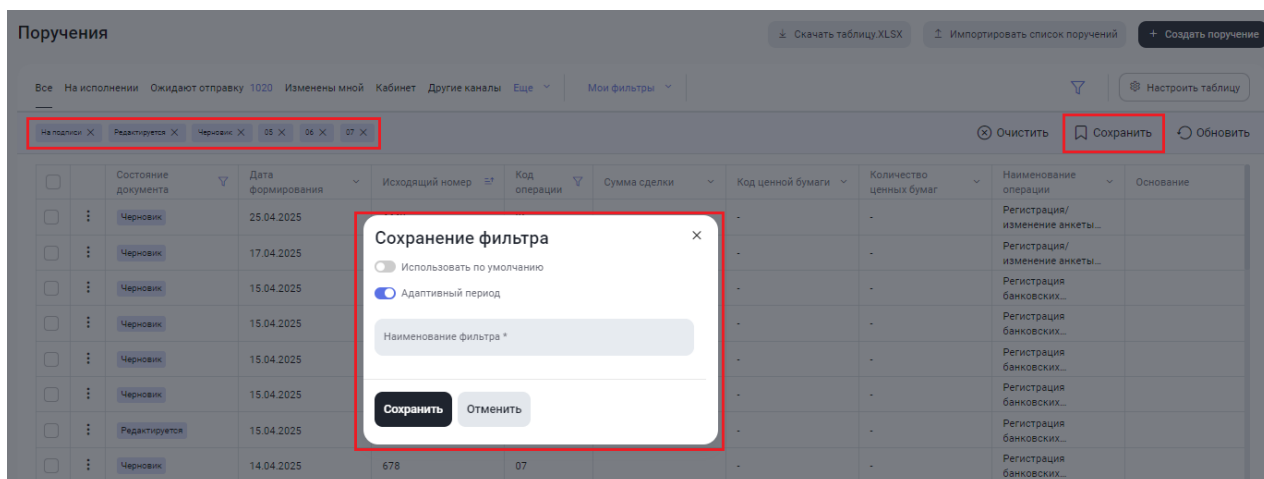 Поручения
Скачать таблицу.XLSX
Импортировать список поручений
+ Создать поручение
Все На исполнении Ожидают отправку 1020 Изменены мной Кабинет Другие каналы Еще
Мои фильтры
Настроить таблицу
На подписи Редактируется Черновик 05 06 07
Очистить Сохранить Обновить
Состояние документа
Дата формирования
Исходящий номер
Код операции
Сумма сделки
Код ценной бумаги
Количество ценных бумаг
Наименование операции
Основание
Черновик 25.04.2025 - - Регистрация/
изменение анкеты...
Черновик 17.04.2025 - - Регистрация/
изменение анкеты...
Черновик 15.04.2025 - - Регистрация
банковских...
Черновик 15.04.2025 - - Регистрация
банковских...
Черновик 15.04.2025 - - Регистрация
банковских...
Черновик 15.04.2025 - - Регистрация
банковских...
Редактируется 15.04.2025 - - Регистрация
банковских...
Черновик 14.04.2025 678 07 - - Регистрация
банковских...
Сохранение фильтра
Использовать по умолчанию
Адаптивный период
Наименование фильтра *
Сохранить Отменить